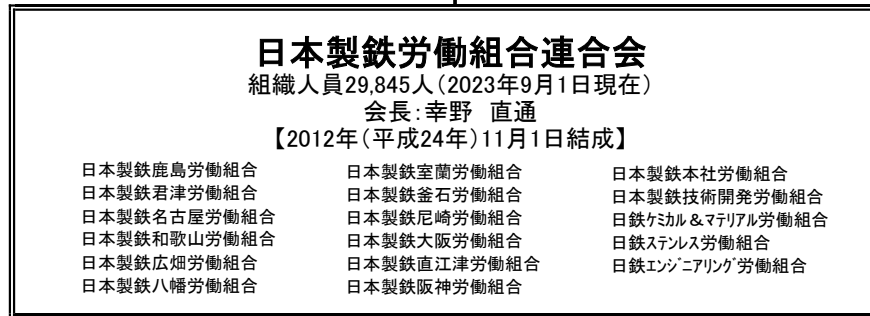 日本製鉄労働組合連合会
組織人員29,845人（2023年9月1日現在）
会長：幸野　直通
【2012年（平成24年）11月1日結成】
日本製鉄鹿島労働組合
日本製鉄君津労働組合
日本製鉄名古屋労働組合
日本製鉄和歌山労働組合
日本製鉄広畑労働組合
日本製鉄八幡労働組合
日本製鉄室蘭労働組合
日本製鉄釜石労働組合
日本製鉄尼崎労働組合
日本製鉄大阪労働組合
日本製鉄直江津労働組合
日本製鉄阪神労働組合
日本製鉄本社労働組合
日本製鉄技術開発労働組合
日鉄ｹﾐｶﾙ＆ﾏﾃﾘｱﾙ労働組合
日鉄ｽﾃﾝﾚｽ労働組合
日鉄ｴﾝｼﾞﾆｱﾘﾝｸﾞ労働組合